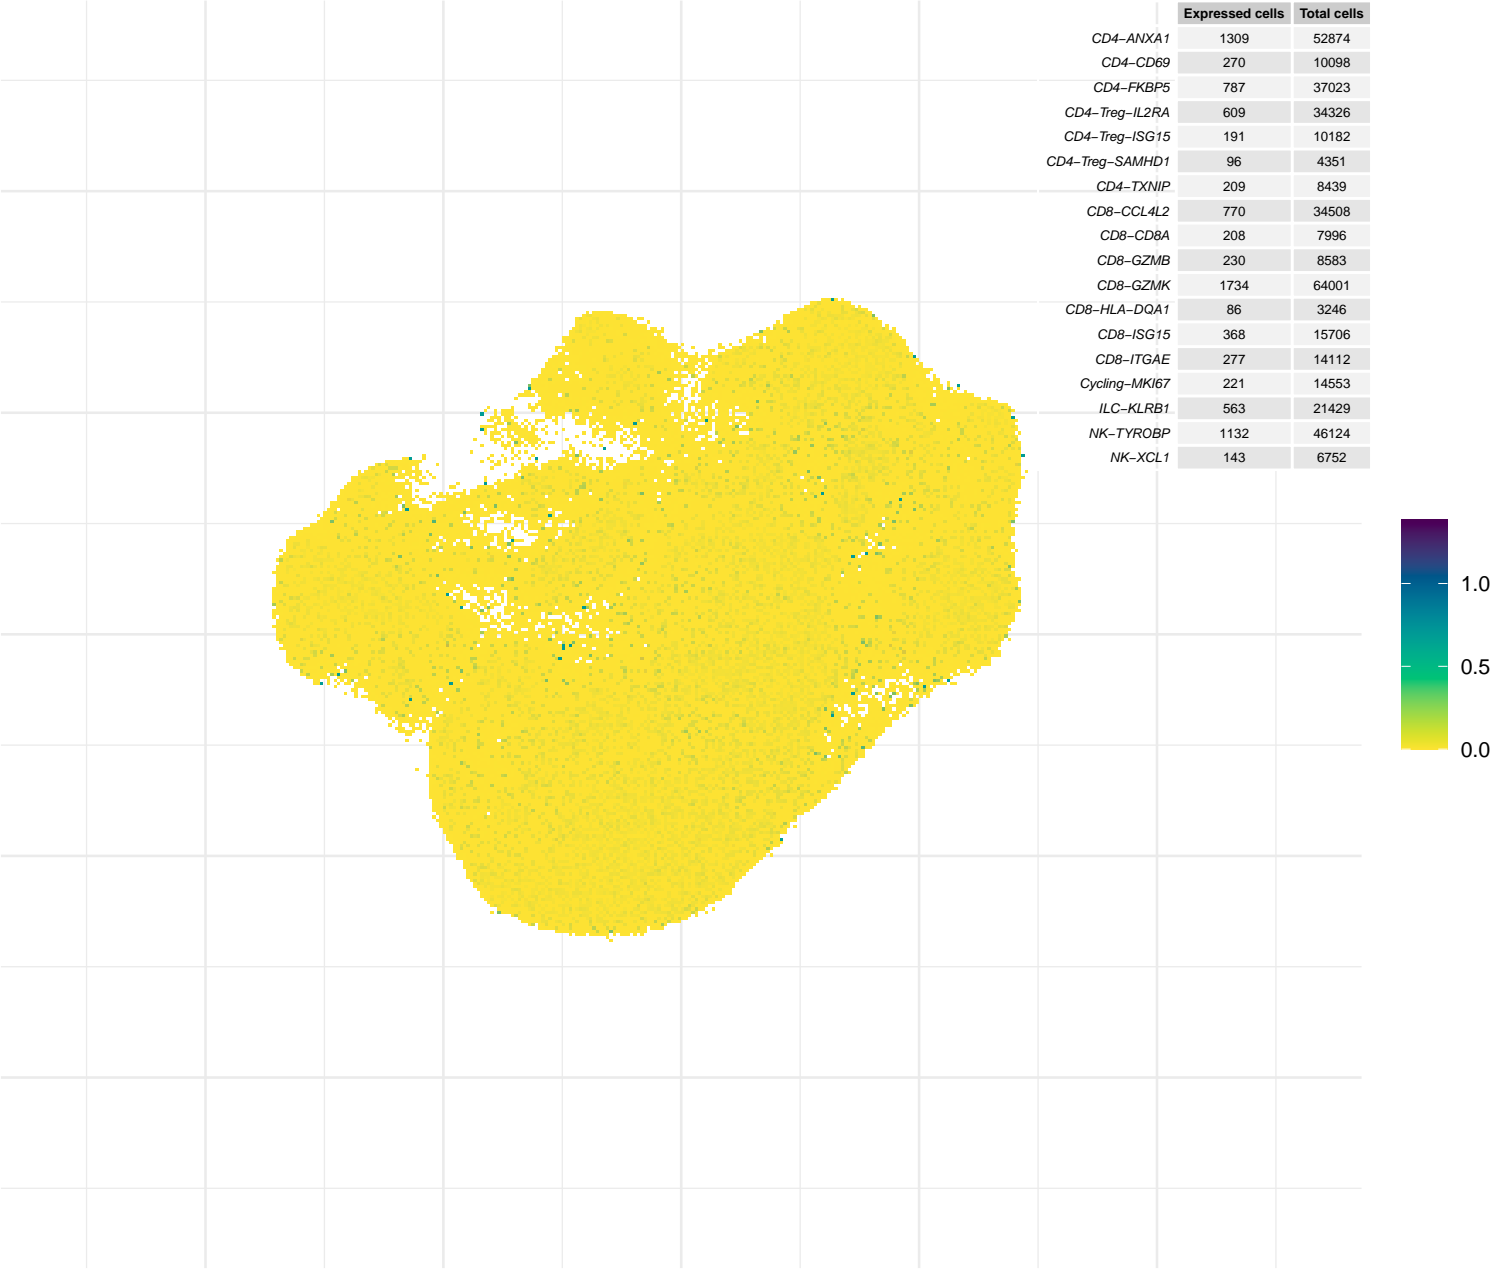 Expressed cells Total cells
CD4−ANXA1 1309 52874
CD4−CD69 270 10098
CD4−FKBP5 787 37023
CD4−Treg−IL2RA 609 34326
CD4−Treg−ISG15 191 10182
CD4−Treg−SAMHD1 96 4351
CD4−TXNIP 209 8439
CD8−CCL4L2 770 34508
CD8−CD8A 208 7996
CD8−GZMB 230 8583
CD8−GZMK 1734 64001
CD8−HLA−DQA1 86 3246
CD8−ISG15 368 15706
CD8−ITGAE 277 14112
Cycling−MKI67 221 14553
ILC−KLRB1 563 21429
NK−TYROBP 1132 46124
NK−XCL1 143 6752
1.0
0.5
0.0